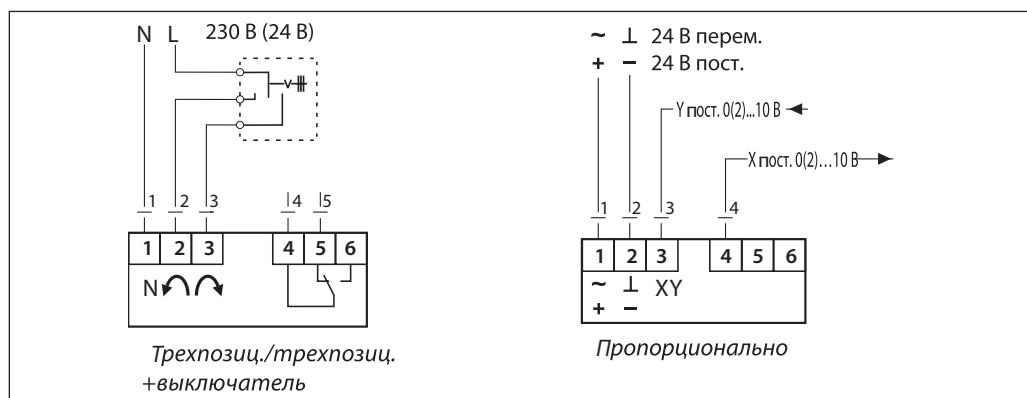 N L 230 В (24 В)
1 2 3 4 5
1 2 3 4 5 6
N
Трехпозиц./трехпозиц.
+выключатель
~ ⊥ 24 В перем.
+ − 24 В пост.
Y пост. 0(2)...10 В
X пост. 0(2)...10 В
1 2 3 4
1 2 3 4 5 6
~ ⊥ XY
+ −
Пропорционально